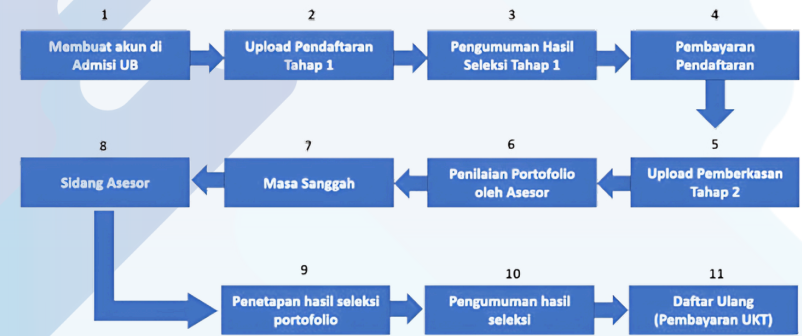 1
Membuat akun di
Admisi UB
2
Upload Pendaftaran
Tahap 1
3
Pengumuman Hasil
Seleksi Tahap 1
4
Pembayaran
Pendaftaran
5
Upload Pemberkasan
Tahap 2
6
Penilaian Portofolio
oleh Asesor
7
Masa Sanggah
8
Sidang Asesor
9
Penetapan hasil seleksi
portofolio
10
Pengumuman hasil
seleksi
11
Daftar Ulang
(Pembayaran UKT)